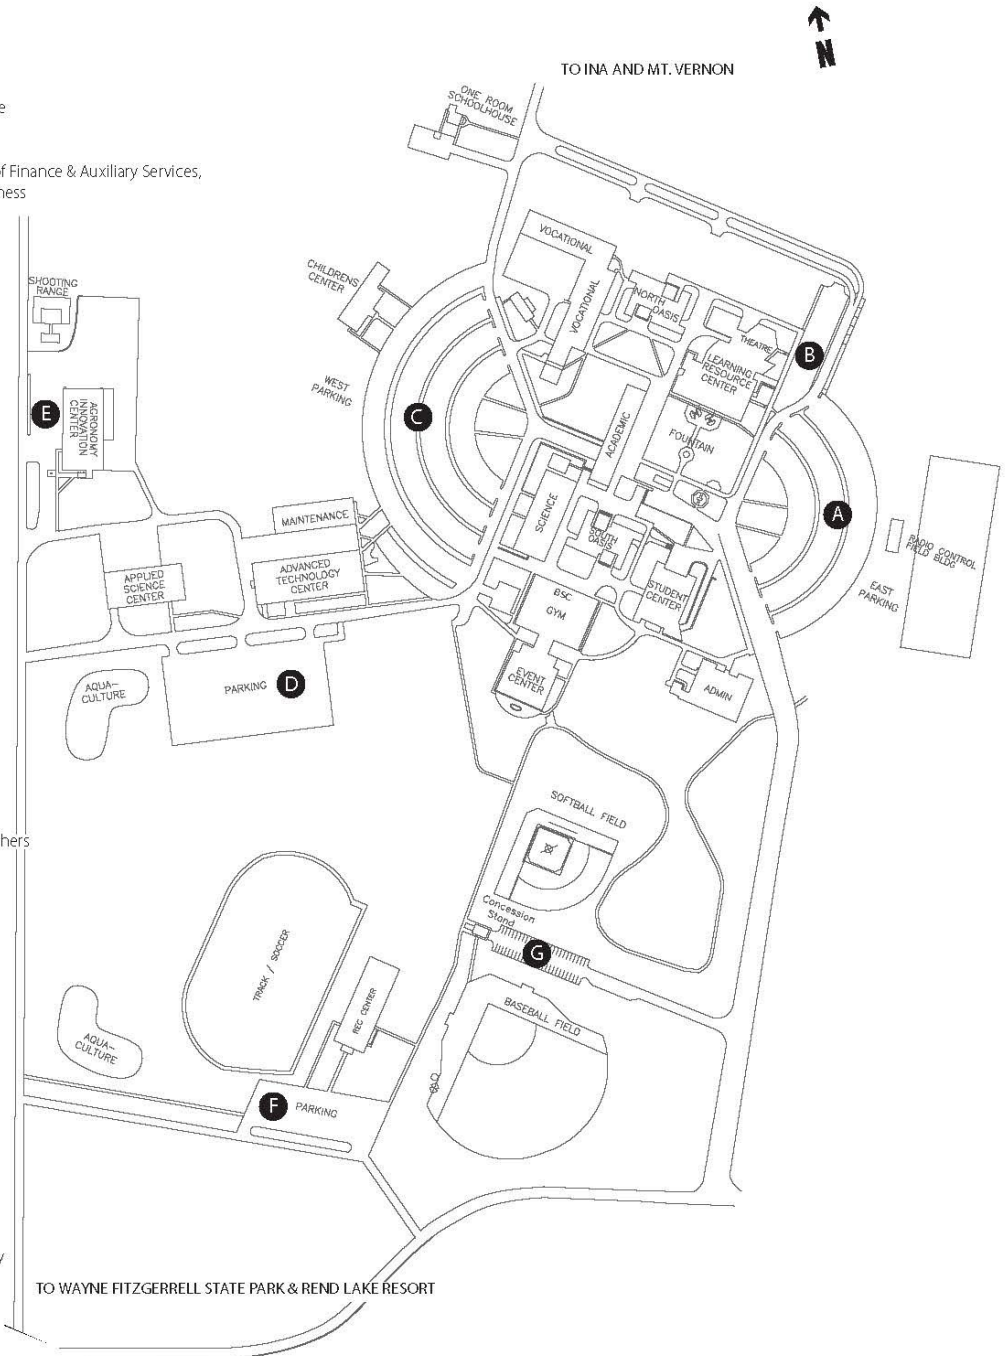 N
TO INA AND MT. VERNON
ONE ROOM
SCHOOLHOUSE
e
of Finance & Auxiliary Services,
ness
VOCATIONAL
VOCATIONAL
CHILDRENS
CENTER
SHOOTING
RANGE
NORTH
OASIS
THEATRE
B
LEARNING
RESOURCE
CENTER
WEST
PARKING
C
E
AGRONOMY
INNOVATION
CENTER
ACADEMIC
FOUNTAIN
A
SCIENCE
MAINTENANCE
SOUTH
OASIS
RADIO CONTROL
FIELD BLDG
ADVANCED
TECHNOLOGY
CENTER
APPLIED
SCIENCE
CENTER
BSC
GYM
STUDENT
CENTER
EAST
PARKING
EVENT
CENTER
ADMIN
AQUA-
CULTURE
PARKING
D
SOFTBALL FIELD
hers
Concession
Stand
G
TRACK / SOCCER
REC CENTER
BASEBALL FIELD
AQUA-
CULTURE
F
PARKING
y
TO WAYNE FITZGERRELL STATE PARK & REND LAKE RESORT